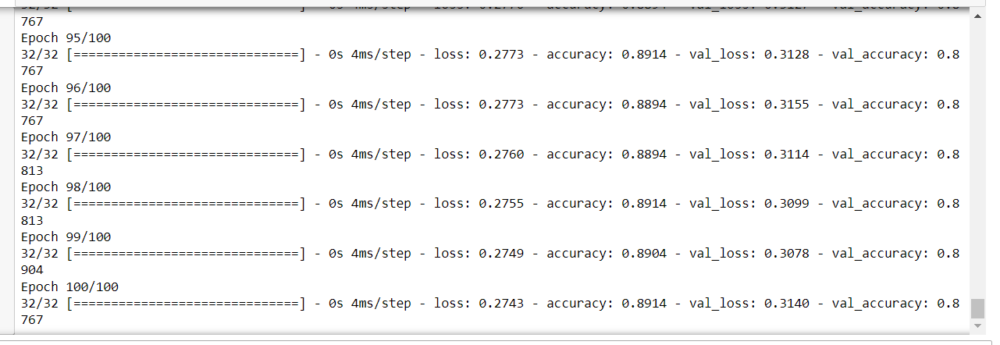 767
Epoch 95/100
32/32 [==============================] - 0s 4ms/step - loss: 0.2773 - accuracy: 0.8914 - val_loss: 0.3128 - val_accuracy: 0.8
767
Epoch 96/100
32/32 [==============================] - 0s 4ms/step - loss: 0.2773 - accuracy: 0.8894 - val_loss: 0.3155 - val_accuracy: 0.8
767
Epoch 97/100
32/32 [==============================] - 0s 4ms/step - loss: 0.2760 - accuracy: 0.8894 - val_loss: 0.3114 - val_accuracy: 0.8
813
Epoch 98/100
32/32 [==============================] - 0s 4ms/step - loss: 0.2755 - accuracy: 0.8914 - val_loss: 0.3099 - val_accuracy: 0.8
813
Epoch 99/100
32/32 [==============================] - 0s 4ms/step - loss: 0.2749 - accuracy: 0.8904 - val_loss: 0.3078 - val_accuracy: 0.8
904
Epoch 100/100
32/32 [==============================] - 0s 4ms/step - loss: 0.2743 - accuracy: 0.8914 - val_loss: 0.3140 - val_accuracy: 0.8
767